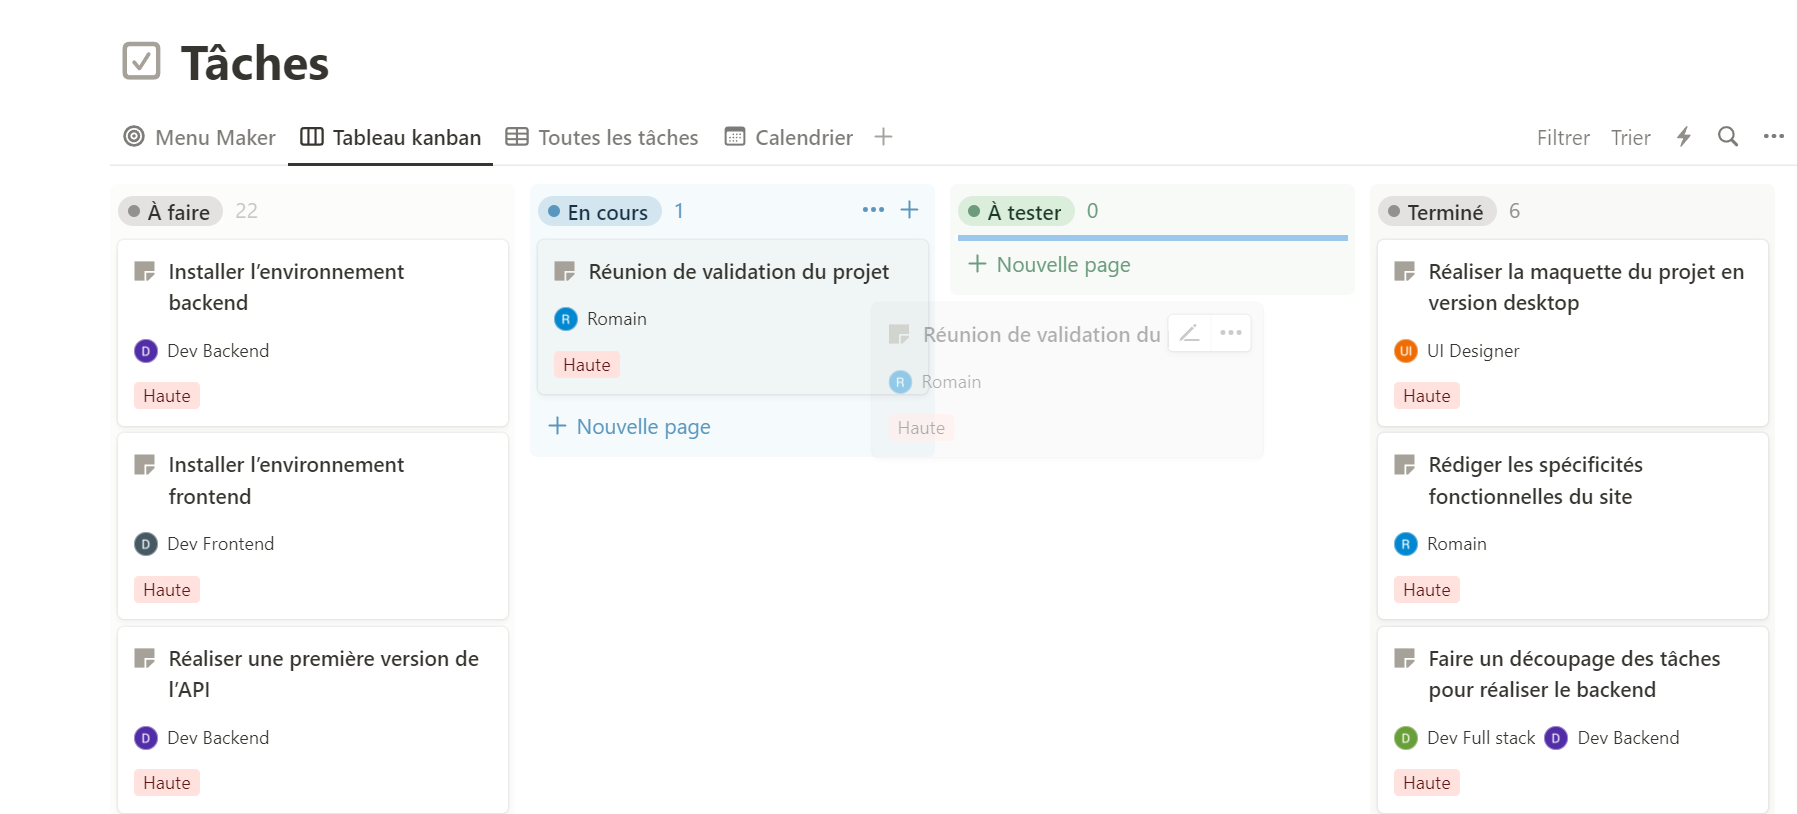 Tâches
Menu Maker
Tableau kanban
Toutes les tâches
Calendrier
Filtrer
Trier
À faire 22
Installer l’environnement
backend
D Dev Backend
Haute
Installer l’environnement
frontend
D Dev Frontend
Haute
Réaliser une première version de
l’API
D Dev Backend
Haute
En cours 1
Réunion de validation du projet
R Romain
Haute
Nouvelle page
À tester 0
Nouvelle page
Réunion de validation du
R Romain
Haute
Terminé 6
Réaliser la maquette du projet en
version desktop
UI UI Designer
Haute
Rédiger les spécificités
fonctionnelles du site
R Romain
Haute
Faire un découpage des tâches
pour réaliser le backend
D Dev Full stack D Dev Backend
Haute